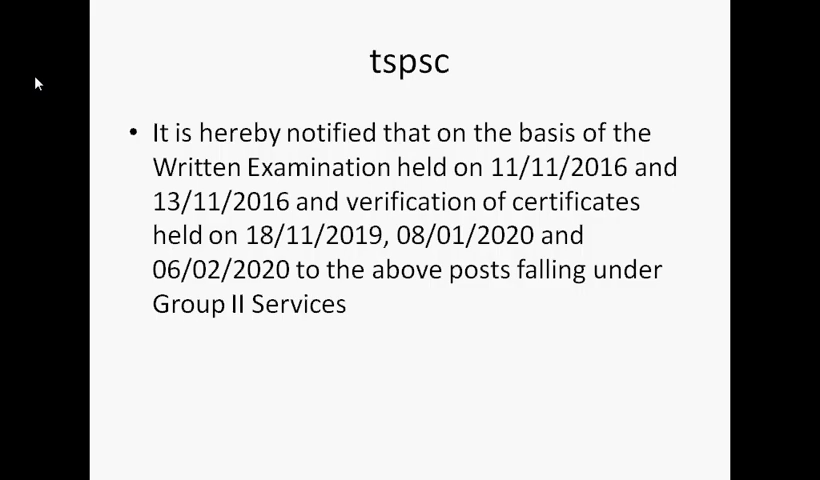 tspsc
• It is hereby notified that on the basis of the
Written Examination held on 11/11/2016 and
13/11/2016 and verification of certificates
held on 18/11/2019, 08/01/2020 and
06/02/2020 to the above posts falling under
Group II Services